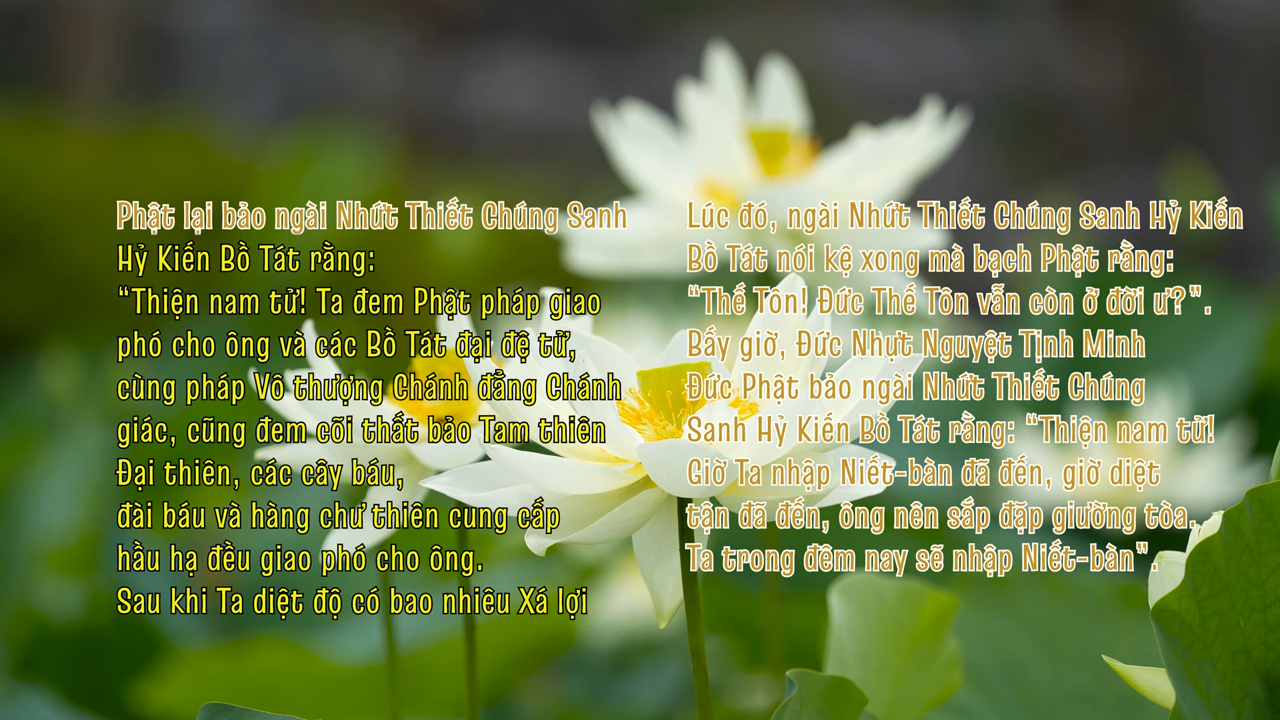 Phật lại bảo ngài Nhứt Thiết Chúng Sanh
Hỷ Kiến Bồ Tát rằng:
“Thiện nam tử! Ta đem Phật pháp giao
phó cho ông và các Bồ Tát đại đệ tử,
cùng pháp Vô thượng Chánh đẳng Chánh
giác, cũng đem cõi thất bảo Tam thiên
Đại thiên, các cây báu,
đài báu và hàng chư thiên cung cấp
hầu hạ đều giao phó cho ông.
Sau khi Ta diệt độ có bao nhiêu Xá lợi
Lúc đó, ngài Nhứt Thiết Chúng Sanh Hỷ Kiến
Bồ Tát nói kệ xong mà bạch Phật rằng:
“Thế Tôn! Đức Thế Tôn vẫn còn ở đời ư?”.
Bấy giờ, Đức Nhựt Nguyệt Tịnh Minh
Đức Phật bảo ngài Nhứt Thiết Chúng
Sanh Hỷ Kiến Bồ Tát rằng: “Thiện nam tử!
Giờ Ta nhập Niết-bàn đã đến, giờ diệt
tận đã đến, ông nên sắp đặp giường tòa.
Ta trong đêm nay sẽ nhập Niết-bàn”.